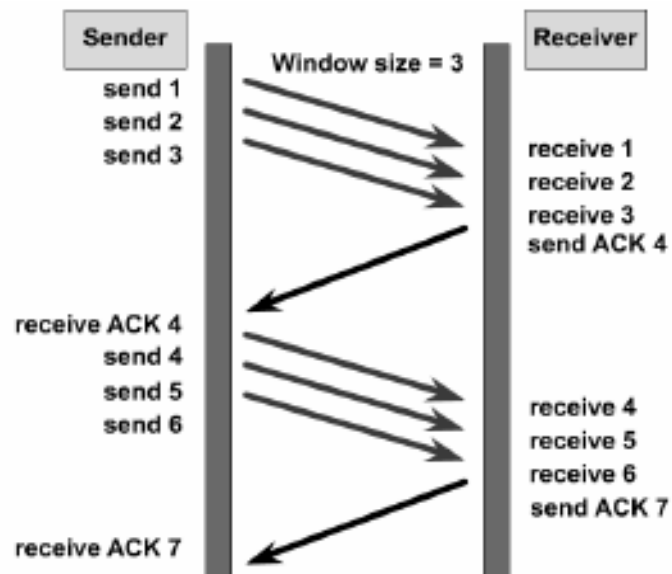 Sender
Receiver
Window size = 3
send 1
send 2
send 3
receive 1
receive 2
receive 3
send ACK 4
receive ACK 4
send 4
send 5
send 6
receive 4
receive 5
receive 6
send ACK 7
receive ACK 7